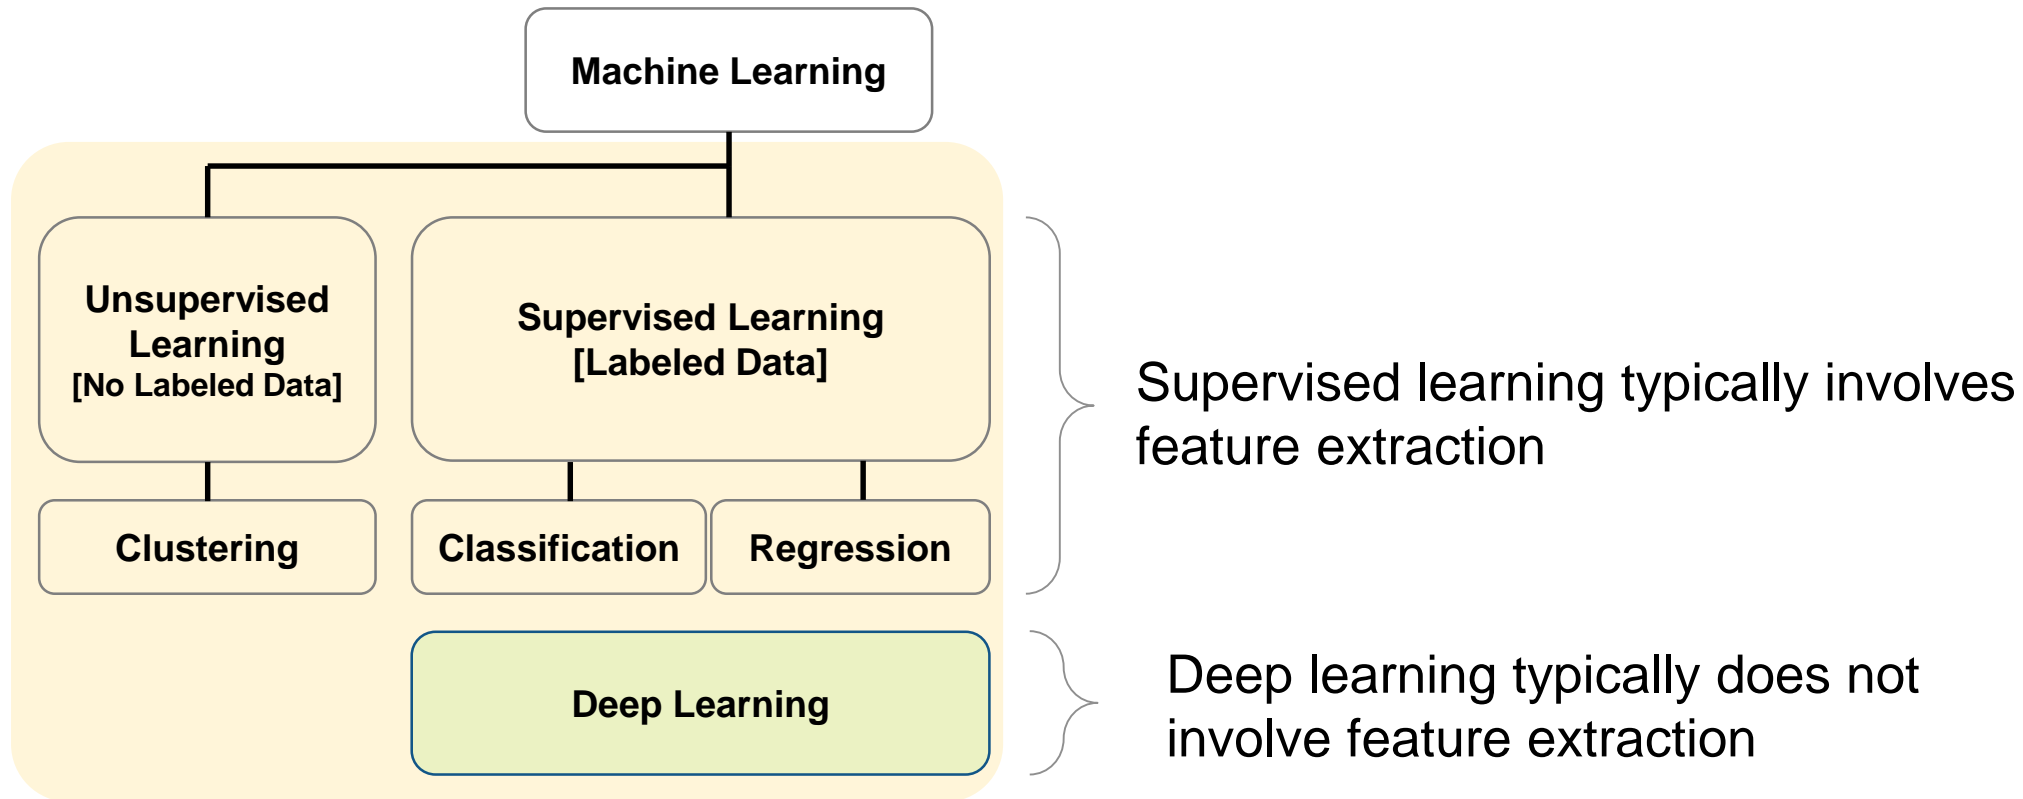 Machine Learning
Unsupervised
Learning
[No Labeled Data]
Supervised Learning
[Labeled Data]
Clustering
Classification
Regression
Deep Learning
Supervised learning typically involves
feature extraction
Deep learning typically does not
involve feature extraction